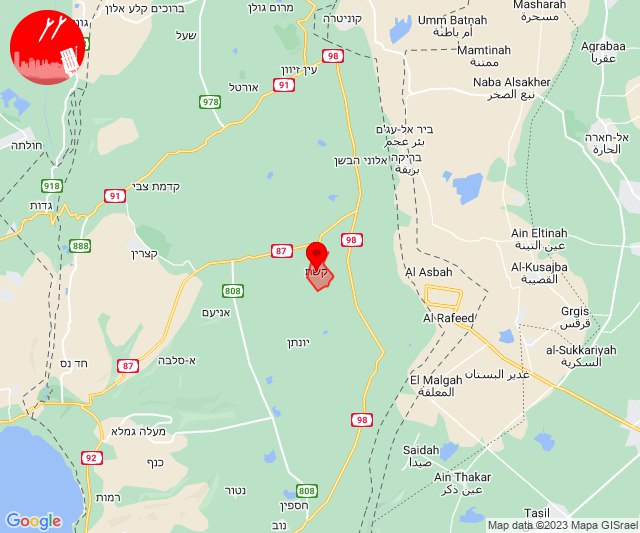 ברוכים קלע אלון
גונן
מרום גולן
קוניטרה
Masharah
مسحرة
Umm Batnah
أم باطنة
שעל
Mamtinah
ممتنة
Agrabaa
عقربا
98
עין זיוון
91
אורטל
Naba Alsakher
نبع الصخر
978
ביר אל-עג'ם
بئر عجم
אל-חארה
الحارة
חולתה
אלוני הבשן
בריקה
بريقة
918
91
קדמת צבי
גדות
Ain Eltinah
عين التينة
888
קצרין
87
98
Al Asbah
Al-Kusajba
القصيبة
קשת
808
אניעם
Al Rafeed
Grgis
قرقس
יונתן
חד נס
87
א-סלבה
al-Sukkariyah
السكرية
El Malgah
المعلقة
غدير البستان
98
מעלה גמלא
92
כנף
Saidah
صيدا
רמות
נטור
808
חספין
Ain Thakar
عين ذكر
נוב
Tasil
Google
Map data ©2023 Mapa GISrael